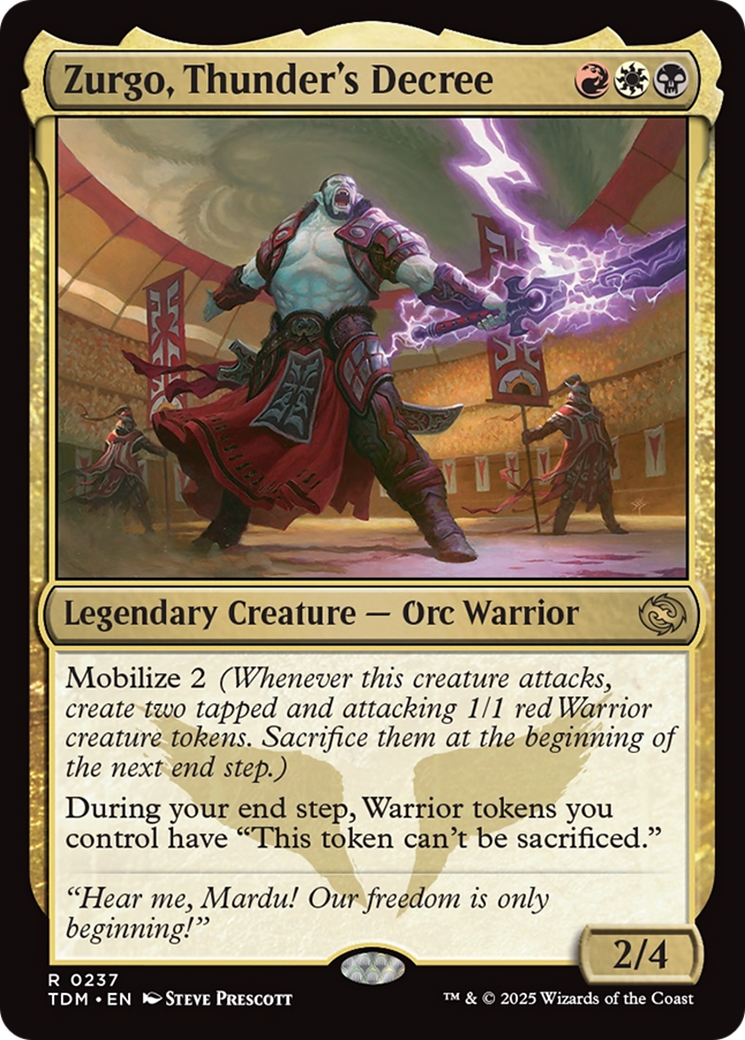 Zurgo, Thunder's Decree
Legendary Creature — Orc Warrior
Mobilize 2 (Whenever this creature attacks,
create two tapped and attacking 1/1 red Warrior
creature tokens. Sacrifice them at the beginning of
the next end step.)
During your end step, Warrior tokens you
control have “This token can't be sacrificed.”
“Hear me, Mardu! Our freedom is only
beginning!”
2/4
R 0237
TDM • EN Steve Prescott
™ & © 2025 Wizards of the Coast